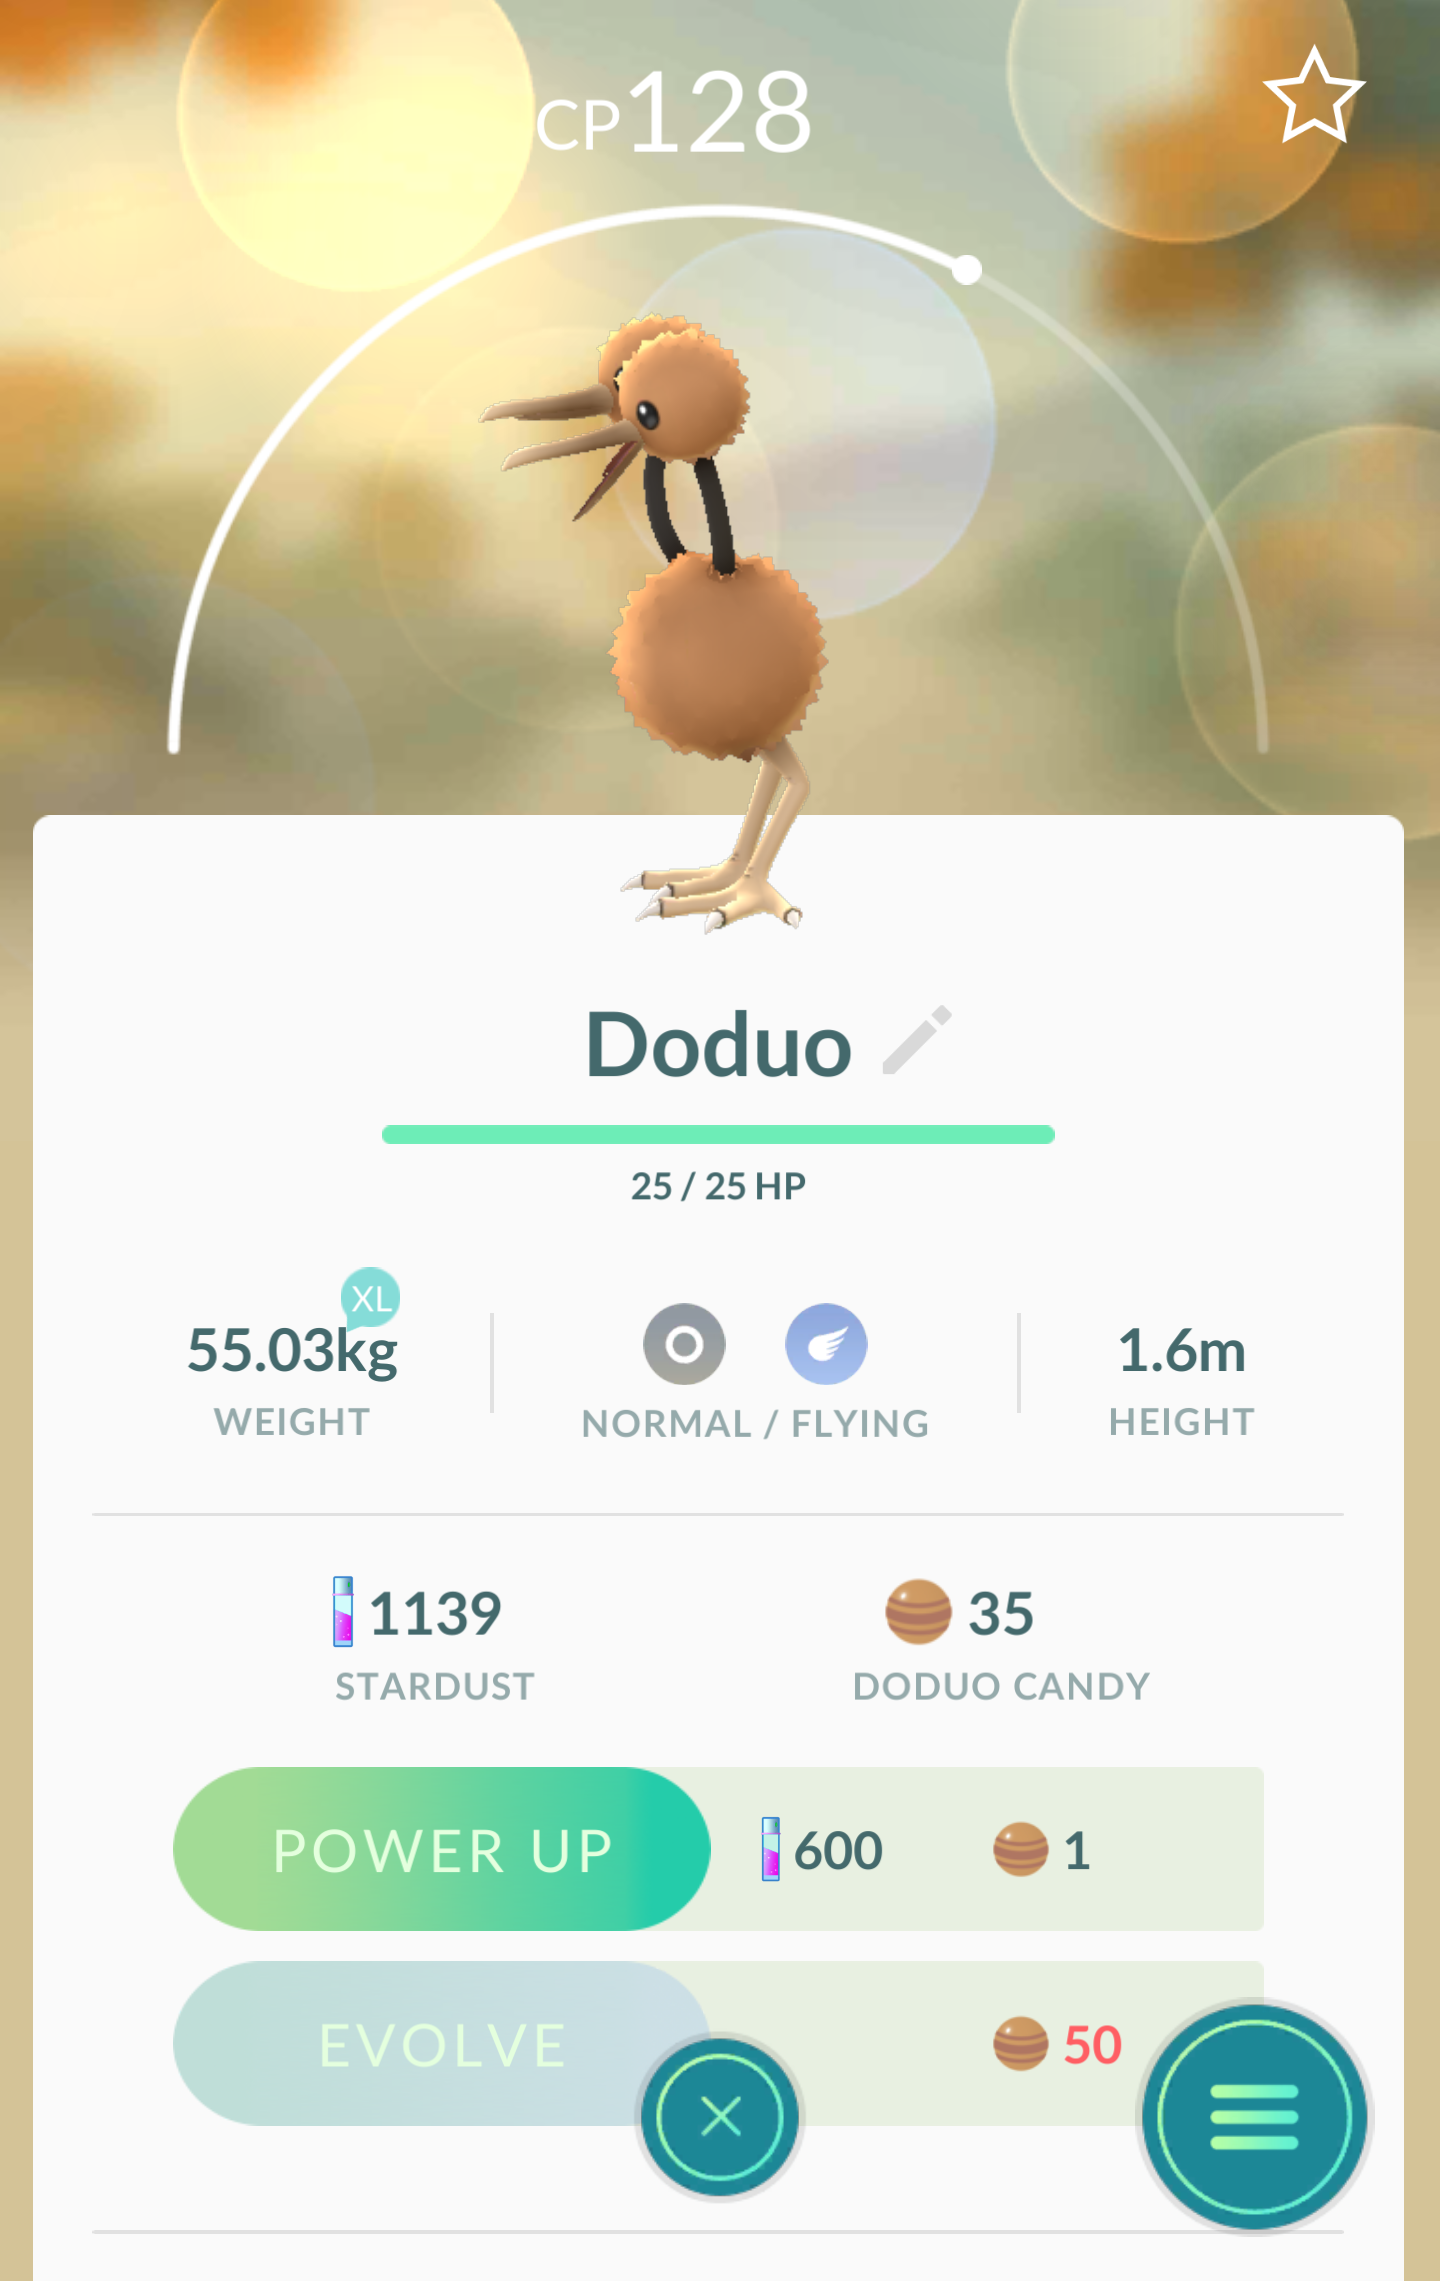 CP128
Doduo
25 / 25 HP
XL
55.03kg
WEIGHT
NORMAL / FLYING
1.6m
HEIGHT
1139
STARDUST
35
DODUO CANDY
POWER UP 600 1
EVOLVE 50